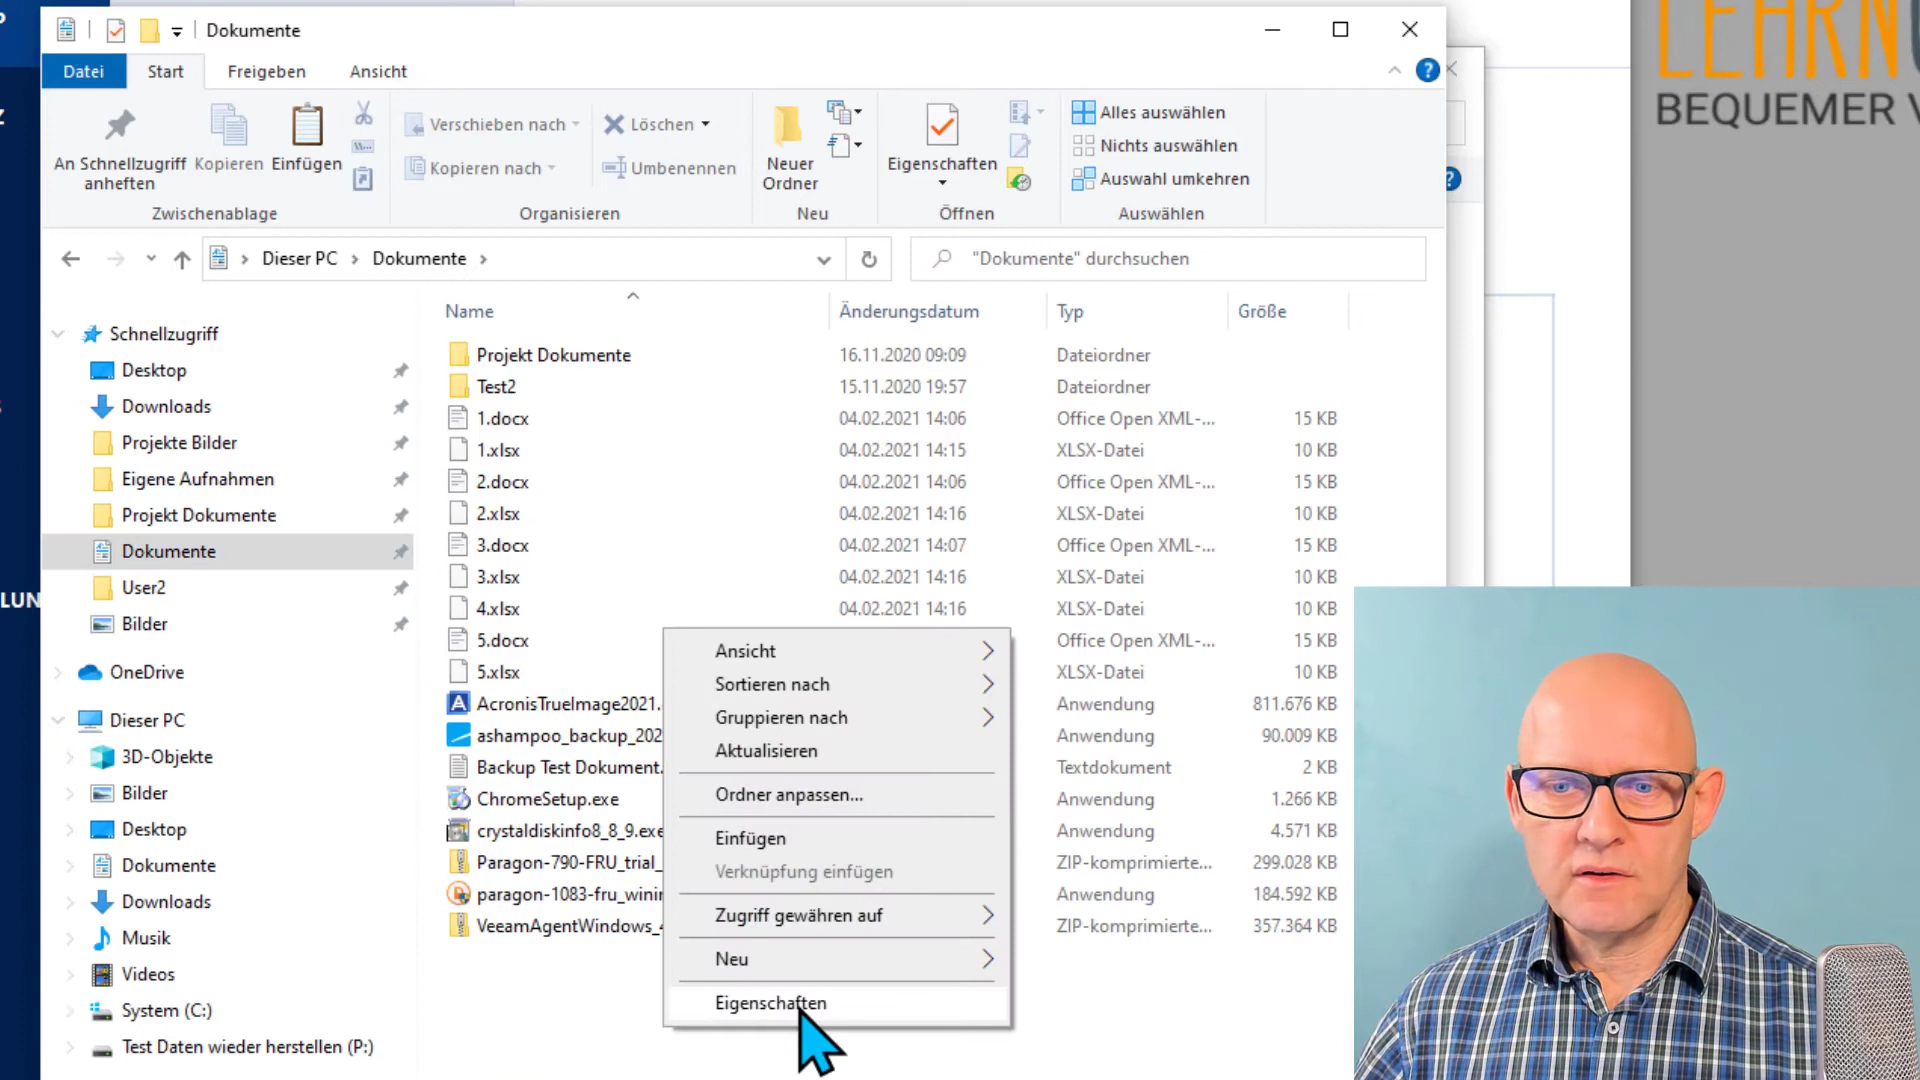 Dokumente
Datei Start Freigeben Ansicht
An Schnellzugriff anheften
Kopieren
Einfügen
Zwischenablage
Verschieben nach
Kopieren nach
Löschen
Umbenennen
Organisieren
Neuer Ordner
Neu
Eigenschaften
Öffnen
Alles auswählen
Nichts auswählen
Auswahl umkehren
Auswählen
LEARN
BEQUEMER V
Dieser PC > Dokumente >
"Dokumente" durchsuchen
Schnellzugriff
Desktop
Downloads
Projekte Bilder
Eigene Aufnahmen
Projekt Dokumente
Dokumente
User2
Bilder
OneDrive
Dieser PC
3D-Objekte
Bilder
Desktop
Dokumente
Downloads
Musik
Videos
System (C:)
Test Daten wieder herstellen (P:)
LUN
Name Änderungsdatum Typ Größe
Projekt Dokumente 16.11.2020 09:09 Dateiordner
Test2 15.11.2020 19:57 Dateiordner
1.docx 04.02.2021 14:06 Office Open XML-... 15 KB
1.xlsx 04.02.2021 14:15 XLSX-Datei 10 KB
2.docx 04.02.2021 14:06 Office Open XML-... 15 KB
2.xlsx 04.02.2021 14:16 XLSX-Datei 10 KB
3.docx 04.02.2021 14:07 Office Open XML-... 15 KB
3.xlsx 04.02.2021 14:16 XLSX-Datei 10 KB
4.xlsx 04.02.2021 14:16 XLSX-Datei 10 KB
5.docx Office Open XML-... 15 KB
5.xlsx XLSX-Datei 10 KB
AcronisTrueImage2021. Anwendung 811.676 KB
ashampoo_backup_202 Anwendung 90.009 KB
Backup Test Dokument. Textdokument 2 KB
ChromeSetup.exe Anwendung 1.266 KB
crystaldiskinfo8_8_9.exe Anwendung 4.571 KB
Paragon-790-FRU_trial_ ZIP-komprimierte... 299.028 KB
paragon-1083-fru_winin Anwendung 184.592 KB
VeeamAgentWindows_4 ZIP-komprimierte... 357.364 KB
Ansicht
Sortieren nach
Gruppieren nach
Aktualisieren
Ordner anpassen...
Einfügen
Verknüpfung einfügen
Zugriff gewähren auf
Neu
Eigenschaften